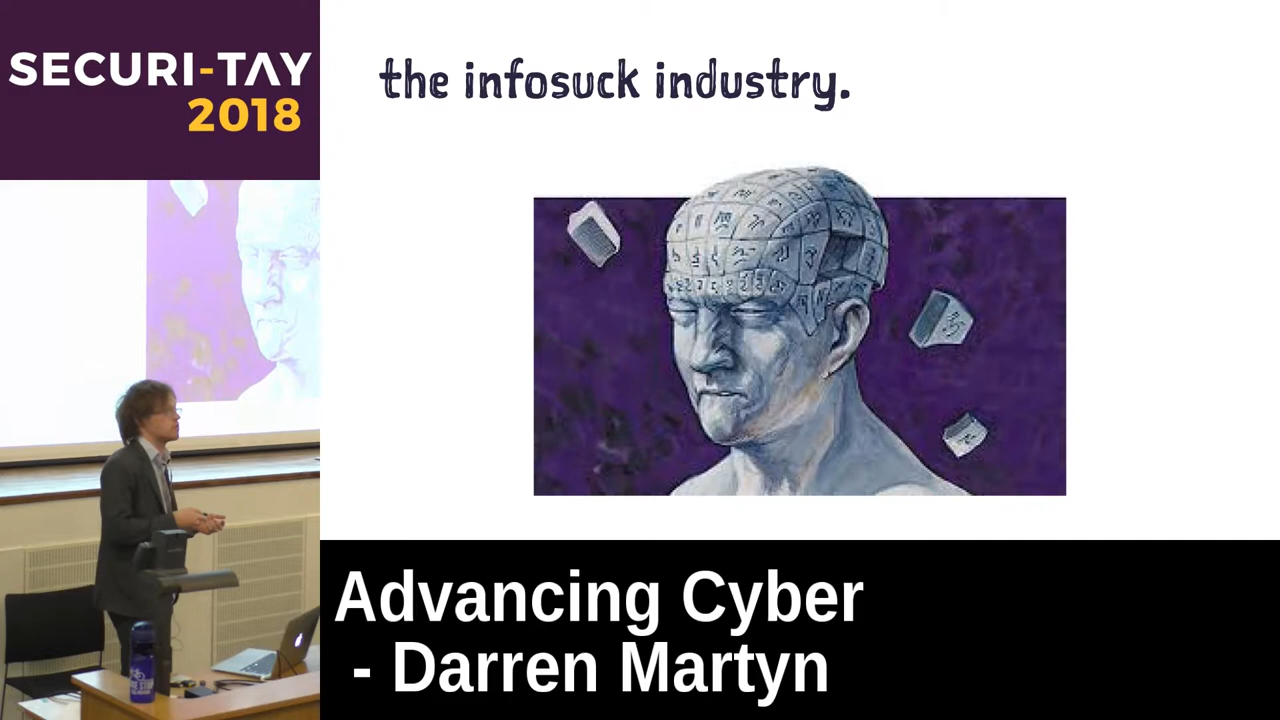 SECURI-TAY
2018
the infosuck industry.
Advancing Cyber
- Darren Martyn